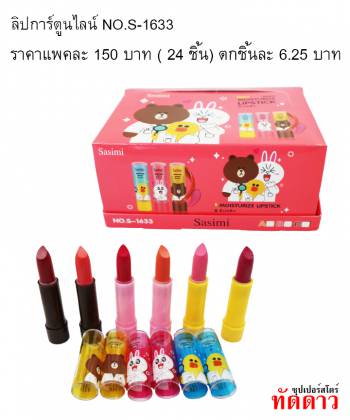 ลิปการ์ตูนไลน์ NO.S-1633
ราคาแพคละ 150 บาท ( 24 ชิ้น) ตกชิ้นละ 6.25 บาท
Sasimi
MOISTURIZE LIPSTICK
NO.S-1633
Sasimi
MOISTURIZE LIPSTICK
ซุปเปอร์สโตร์
ทัดดาว